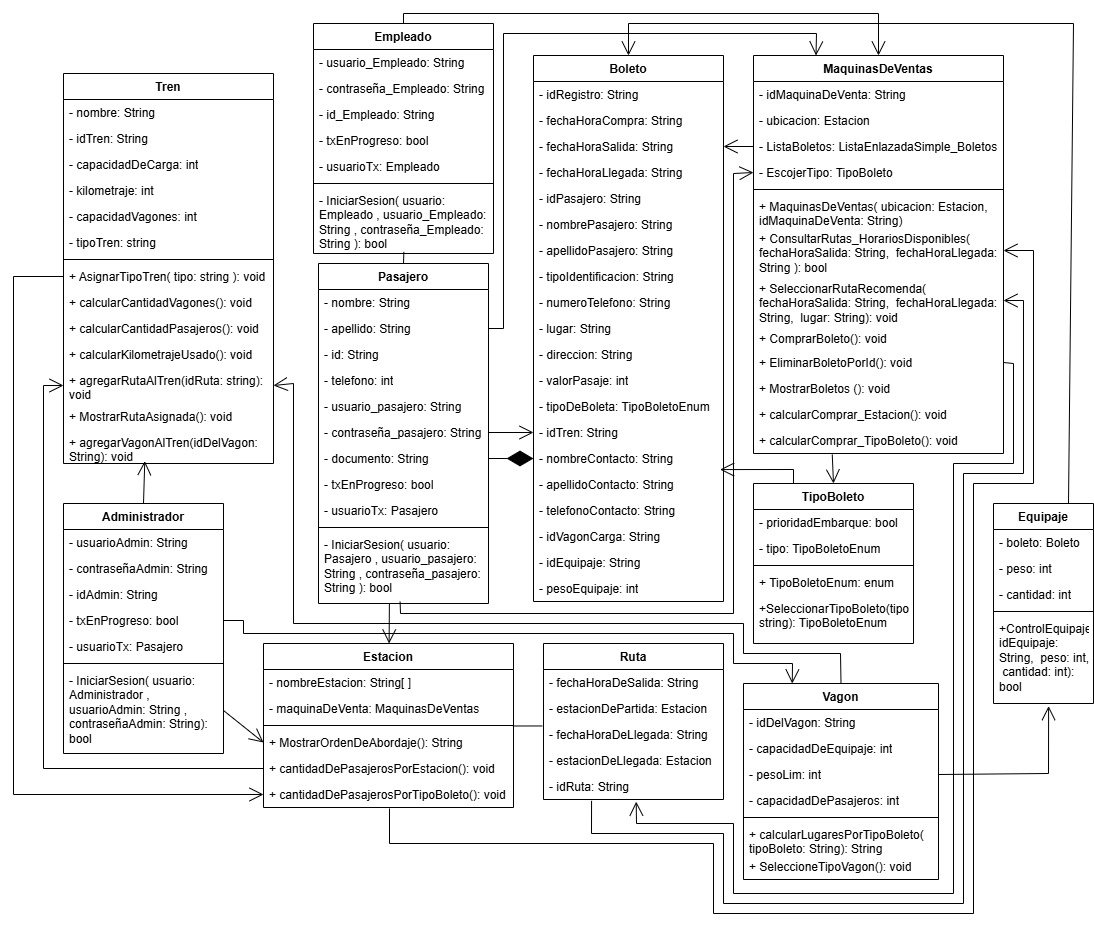 Tren
- nombre: String
- idTren: String
- capacidadDeCarga: int
- kilometraje: int
- capacidadVagones: int
- tipoTren: string
+ AsignarTipoTren( tipo: string ): void
+ calcularCantidadVagones(): void
+ calcularCantidadPasajeros(): void
+ calcularKilometrajeUsado(): void
+ agregarRutaAlTren(idRuta: string):
void
+ MostrarRutaAsignada(): void
+ agregarVagonAlTren(idDelVagon:
String): void
Administrador
- usuarioAdmin: String
- contraseñaAdmin: String
- idAdmin: String
- txEnProgreso: bool
- usuarioTx: Pasajero
- IniciarSesion( usuario:
Administrador ,
usuarioAdmin: String ,
contraseñaAdmin: String):
bool
Empleado
- usuario_Empleado: String
- contraseña_Empleado: String
- id_Empleado: String
- txEnProgreso: bool
- usuarioTx: Empleado
- IniciarSesion( usuario:
Empleado , usuario_Empleado:
String , contraseña_Empleado:
String ): bool
Pasajero
- nombre: String
- apellido: String
- id: String
- telefono: int
- usuario_pasajero: String
- contraseña_pasajero: String
- documento: String
- txEnProgreso: bool
- usuarioTx: Pasajero
- IniciarSesion( usuario:
Pasajero , usuario_pasajero:
String , contraseña_pasajero:
String ): bool
Estacion
- nombreEstacion: String[ ]
- maquinaDeVenta: MaquinasDeVentas
+ MostrarOrdenDeAbordaje(): String
+ cantidadDePasajerosPorEstacion(): void
+ cantidadDePasajerosPorTipoBoleto(): void
Boleto
- idRegistro: String
- fechaHoraCompra: String
- fechaHoraSalida: String
- fechaHoraLlegada: String
- idPasajero: String
- nombrePasajero: String
- apellidoPasajero: String
- tipoIdentificacion: String
- numeroTelefono: String
- lugar: String
- direccion: String
- valorPasaje: int
- tipoDeBoleta: TipoBoletoEnum
- idTren: String
- nombreContacto: String
- apellidoContacto: String
- telefonoContacto: String
- idVagonCarga: String
- idEquipaje: String
- pesoEquipaje: int
Ruta
- fechaHoraDeSalida: String
- estacionDePartida: Estacion
- fechaHoraDeLlegada: String
- estacionDeLlegada: Estacion
- idRuta: String
MaquinasDeVentas
- idMaquinaDeVenta: String
- ubicacion: Estacion
- ListaBoletos: ListaEnlazadaSimple_Boletos
- EscojerTipo: TipoBoleto
+ MaquinasDeVentas( ubicacion: Estacion,
idMaquinaDeVenta: String)
+ ConsultarRutas_HorariosDisponibles(
fechaHoraSalida: String, fechaHoraLlegada:
String ): bool
+ SeleccionarRutaRecomenda(
fechaHoraSalida: String, fechaHoraLlegada:
String, lugar: String): void
+ ComprarBoleto(): void
+ EliminarBoletoPorId(): void
+ MostrarBoletos (): void
+ calcularComprar_Estacion(): void
+ calcularComprar_TipoBoleto(): void
TipoBoleto
- prioridadEmbarque: bool
- tipo: TipoBoletoEnum
+ TipoBoletoEnum: enum
+SeleccionarTipoBoleto(tipo
string): TipoBoletoEnum
Vagon
- idDelVagon: String
- capacidadDeEquipaje: int
- pesoLim: int
- capacidadDePasajeros: int
+ calcularLugaresPorTipoBoleto(
tipoBoleto: String): String
+ SeleccioneTipoVagon(): void
Equipaje
- boleto: Boleto
- peso: int
- cantidad: int
+ControlEquipaje
idEquipaje:
String, peso: int,
cantidad: int):
bool